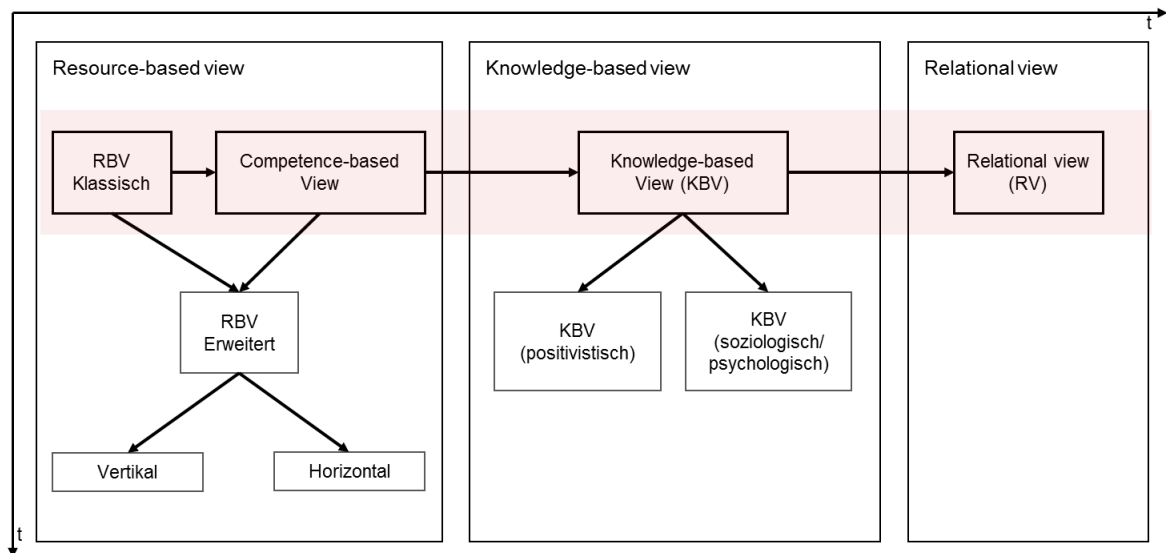 t
Resource-based view
Knowledge-based view
Relational view
RBV
Klassisch
Competence-based
View
Knowledge-based
View (KBV)
Relational view
(RV)
RBV
Erweitert
KBV
(positivistisch)
KBV
(soziologisch/
psychologisch)
Vertikal
Horizontal
t